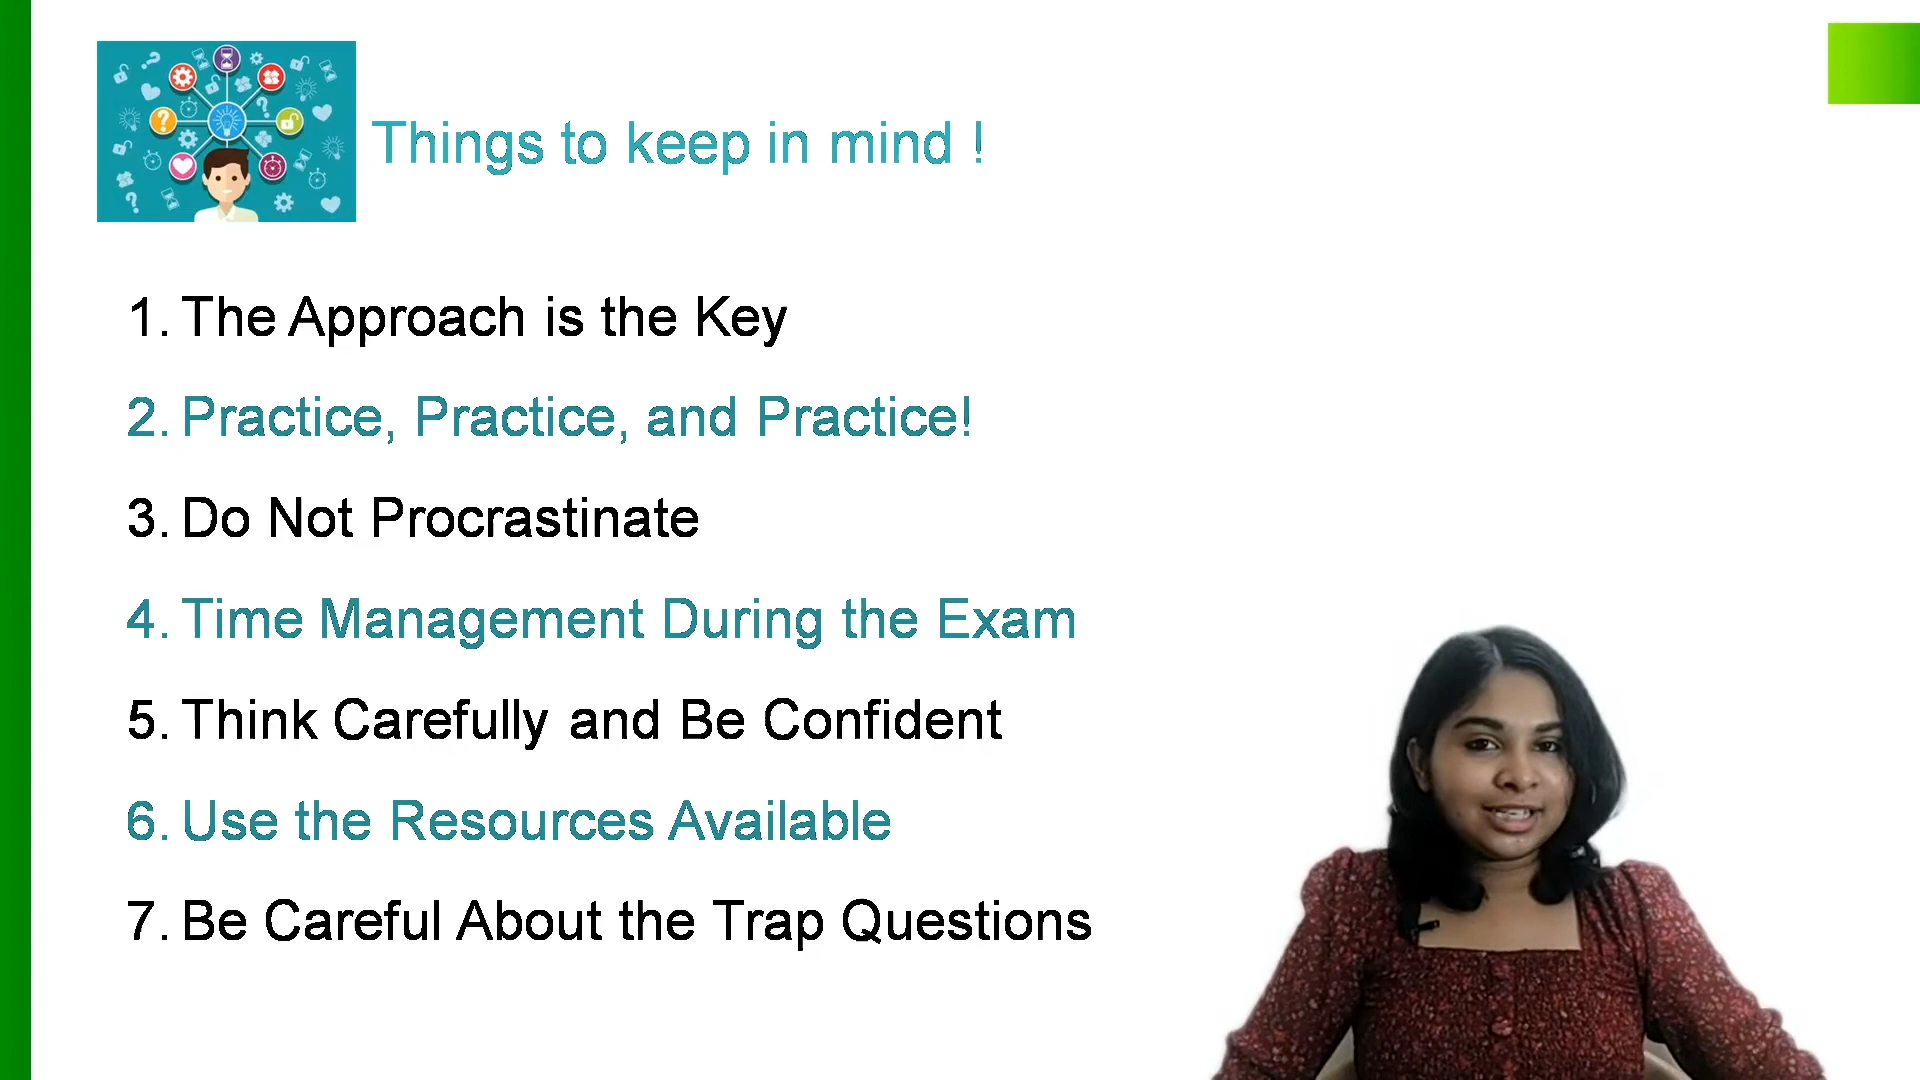 Things to keep in mind !
1. The Approach is the Key
2. Practice, Practice, and Practice!
3. Do Not Procrastinate
4. Time Management During the Exam
5. Think Carefully and Be Confident
6. Use the Resources Available
7. Be Careful About the Trap Questions